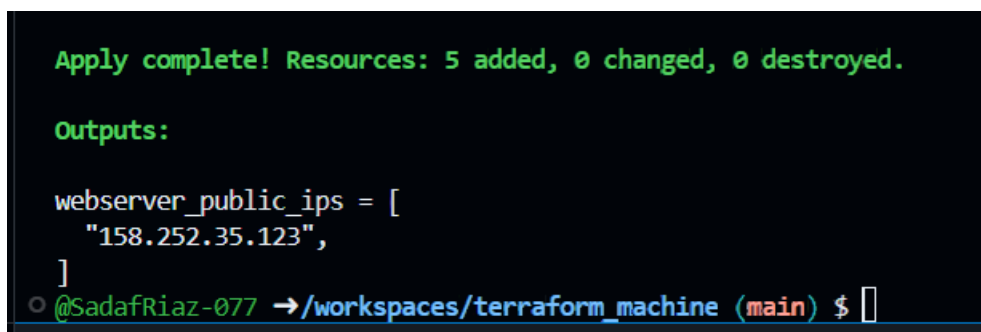 Apply complete! Resources: 5 added, 0 changed, 0 destroyed.
Outputs:
webserver_public_ips = [
  "158.252.35.123",
]
@SadafRiaz-077 ➜/workspaces/terraform_machine (main) $